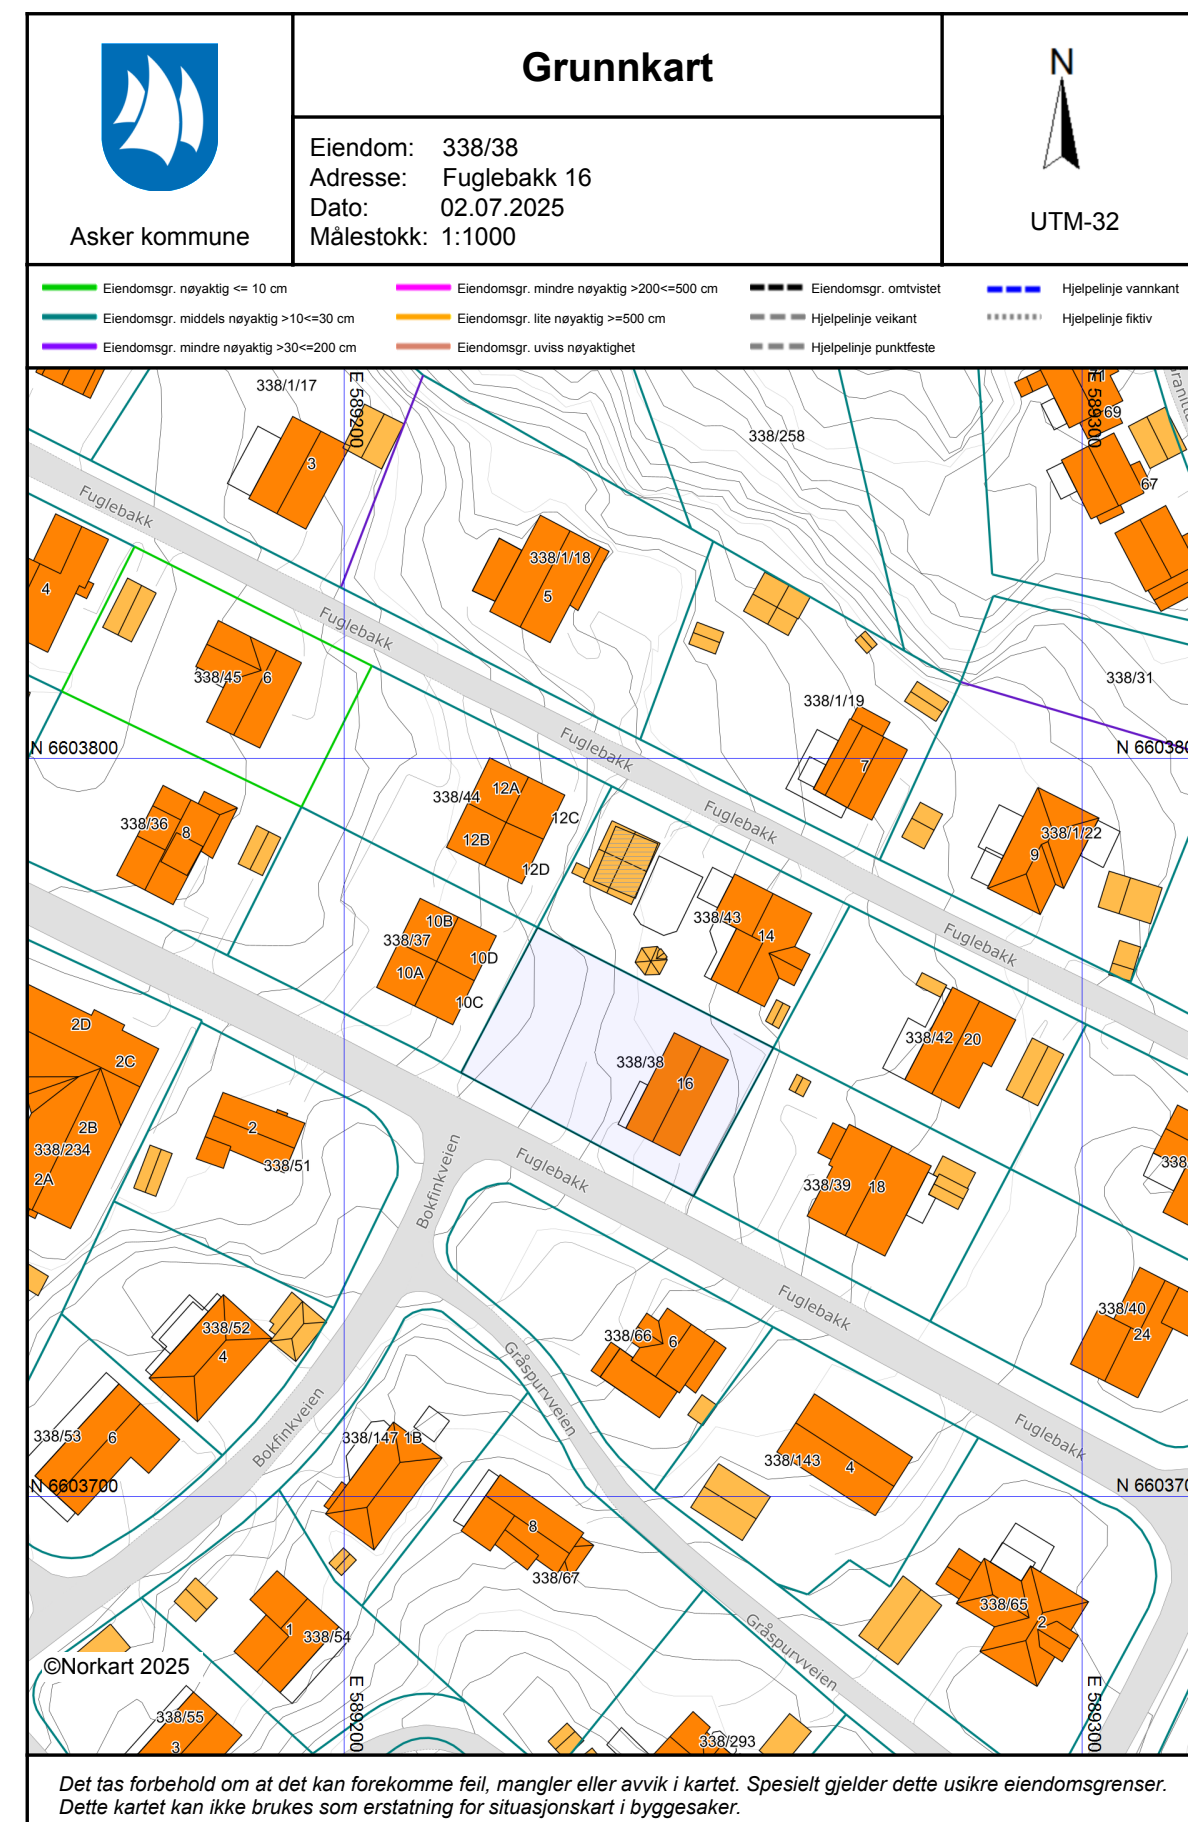 Grunnkart
Asker kommune
Eiendom: 338/38
Adresse: Fuglebakk 16
Dato: 02.07.2025
Målestokk: 1:1000
N
UTM-32
Eiendomsgr. nøyaktig <= 10 cm
Eiendomsgr. middels nøyaktig >10<=30 cm
Eiendomsgr. mindre nøyaktig >30<=200 cm
Eiendomsgr. mindre nøyaktig >200<=500 cm
Eiendomsgr. lite nøyaktig >=500 cm
Eiendomsgr. uviss nøyaktighet
Eiendomsgr. omtvistet
Hjelpelinje veikant
Hjelpelinje punktfeste
Hjelpelinje vannkant
Hjelpelinje fiktiv
338/1/17
E 589200
E 589300
69
338/258
3
67
Fuglebakk
338/1/18
5
4
Fuglebakk
338/45
6
338/31
338/1/19
N 6603800
Fuglebakk
7
338/44
12A
12C
12B
12D
Fuglebakk
338/36
8
338/1/22
9
338/43
14
10B
338/37
10D
10A
10C
Fuglebakk
338/42
20
2D
2C
338/38
16
2B
338/234
2A
2
338/51
Bokfinkveien
Fuglebakk
338/39
18
338/52
4
338/66
6
Fuglebakk
338/40
24
Gråspurvveien
338/53
6
Bokfinkveien
338/147
1B
338/143
4
Fuglebakk
N 6603700
8
338/67
338/65
2
1
338/54
Gråspurvveien
©Norkart 2025
E 589200
E 589300
338/55
3
338/293
Det tas forbehold om at det kan forekomme feil, mangler eller avvik i kartet. Spesielt gjelder dette usikre eiendomsgrenser.
Dette kartet kan ikke brukes som erstatning for situasjonskart i byggesaker.